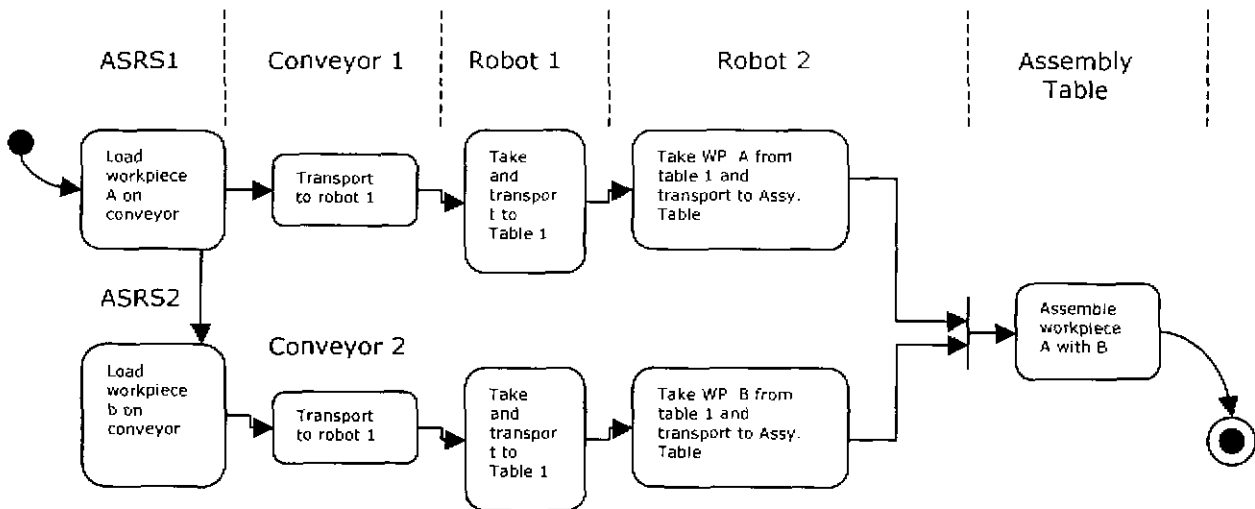 ASRS1
Conveyor 1
Robot 1
Robot 2
Assembly
Table
Load
workpiece
A on
conveyor
Transport
to robot 1
Take
and
transpor
t to
Table 1
Take WP A from
table 1 and
transport to Assy.
Table
ASRS2
Conveyor 2
Load
workpiece
b on
conveyor
Transport
to robot 1
Take
and
transpor
t to
Table 1
Take WP B from
table 1 and
transport to Assy.
Table
Assemble
workpiece
A with B